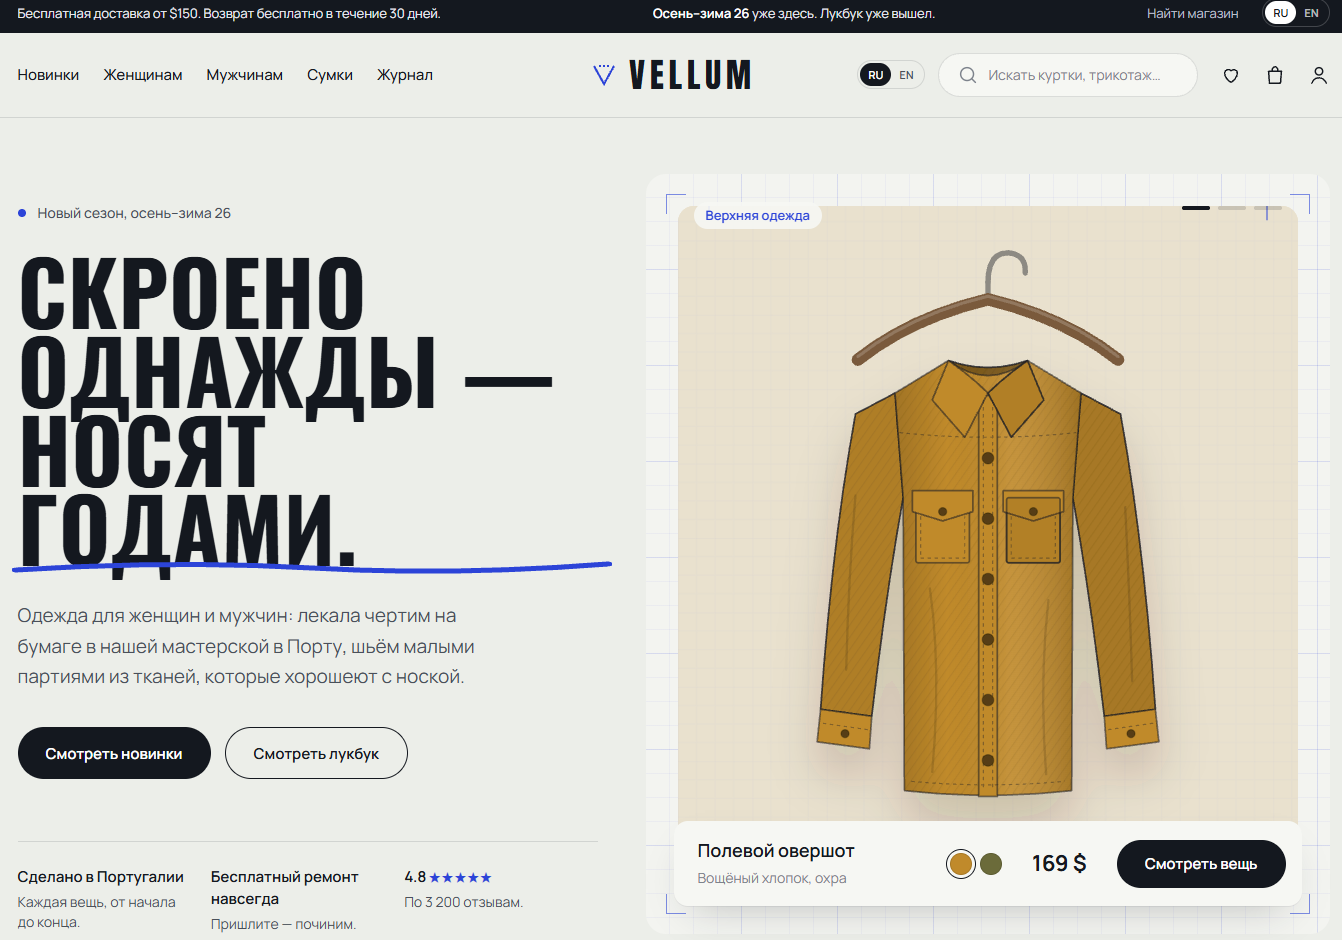 Бесплатная доставка от $150. Возврат бесплатно в течение 30 дней.
Осень–зима 26 уже здесь. Лукбук уже вышел.
Найти магазин
RU EN
Новинки Женщинам Мужчинам Сумки Журнал
VELLUM
RU EN
Искать куртки, трикотаж...
Новый сезон, осень–зима 26
СКРОЕНО
ОДНАЖДЫ —
НОСЯТ
ГОДАМИ.
Одежда для женщин и мужчин: лекала чертим на
бумаге в нашей мастерской в Порту, шьём малыми
партиями из тканей, которые хорошеют с ноской.
Смотреть новинки
Смотреть лукбук
Сделано в Португалии
Каждая вещь, от начала
до конца.
Бесплатный ремонт
навсегда
Пришлите — починим.
4.8 ★★★★★
По 3 200 отзывам.
Верхняя одежда
Полевой овершот
Вощёный хлопок, охра
169 $
Смотреть вещь